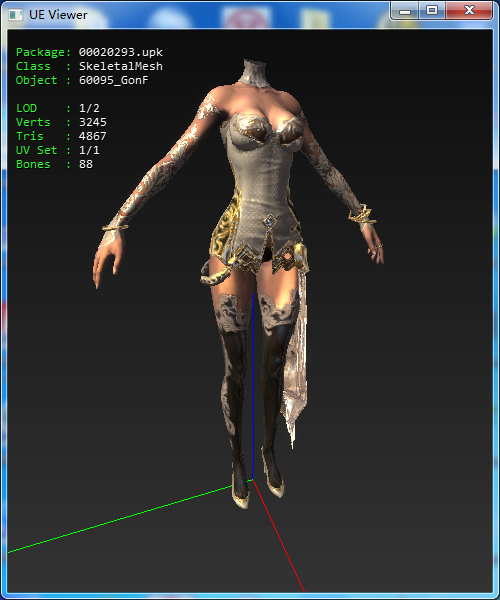 UE Viewer
Package: 00020293.upk
Class : SkeletalMesh
Object : 60095_GonF
LOD : 1/2
Verts : 3245
Tris : 4867
UV Set : 1/1
Bones : 88